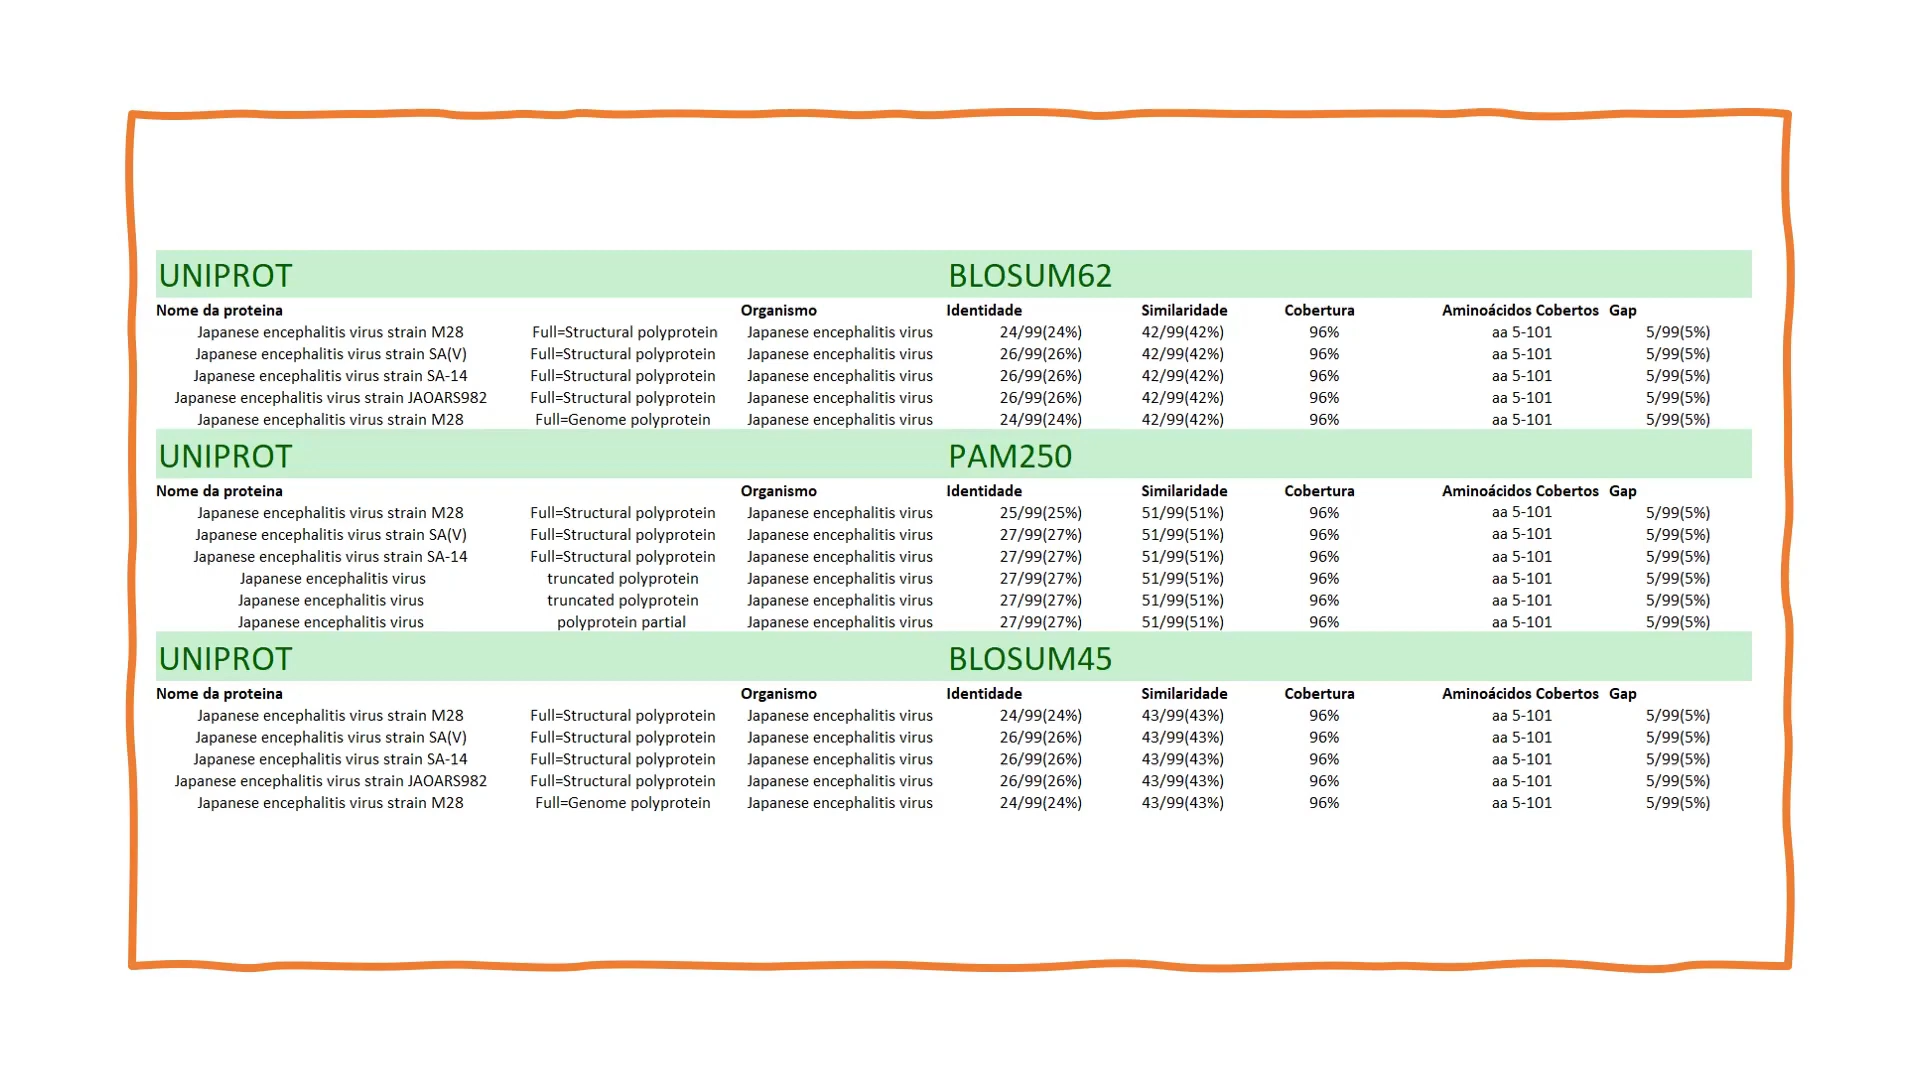 UNIPROT BLOSUM62
Nome da proteina Organismo Identidade Similaridade Cobertura Aminoácidos Cobertos Gap
Japanese encephalitis virus strain M28 Full=Structural polyprotein Japanese encephalitis virus 24/99(24%) 42/99(42%) 96% aa 5-101 5/99(5%)
Japanese encephalitis virus strain SA(V) Full=Structural polyprotein Japanese encephalitis virus 26/99(26%) 42/99(42%) 96% aa 5-101 5/99(5%)
Japanese encephalitis virus strain SA-14 Full=Structural polyprotein Japanese encephalitis virus 26/99(26%) 42/99(42%) 96% aa 5-101 5/99(5%)
Japanese encephalitis virus strain JAOARS982 Full=Structural polyprotein Japanese encephalitis virus 26/99(26%) 42/99(42%) 96% aa 5-101 5/99(5%)
Japanese encephalitis virus strain M28 Full=Genome polyprotein Japanese encephalitis virus 24/99(24%) 42/99(42%) 96% aa 5-101 5/99(5%)
UNIPROT PAM250
Nome da proteina Organismo Identidade Similaridade Cobertura Aminoácidos Cobertos Gap
Japanese encephalitis virus strain M28 Full=Structural polyprotein Japanese encephalitis virus 25/99(25%) 51/99(51%) 96% aa 5-101 5/99(5%)
Japanese encephalitis virus strain SA(V) Full=Structural polyprotein Japanese encephalitis virus 27/99(27%) 51/99(51%) 96% aa 5-101 5/99(5%)
Japanese encephalitis virus strain SA-14 Full=Structural polyprotein Japanese encephalitis virus 27/99(27%) 51/99(51%) 96% aa 5-101 5/99(5%)
Japanese encephalitis virus truncated polyprotein Japanese encephalitis virus 27/99(27%) 51/99(51%) 96% aa 5-101 5/99(5%)
Japanese encephalitis virus truncated polyprotein Japanese encephalitis virus 27/99(27%) 51/99(51%) 96% aa 5-101 5/99(5%)
Japanese encephalitis virus polyprotein partial Japanese encephalitis virus 27/99(27%) 51/99(51%) 96% aa 5-101 5/99(5%)
UNIPROT BLOSUM45
Nome da proteina Organismo Identidade Similaridade Cobertura Aminoácidos Cobertos Gap
Japanese encephalitis virus strain M28 Full=Structural polyprotein Japanese encephalitis virus 24/99(24%) 43/99(43%) 96% aa 5-101 5/99(5%)
Japanese encephalitis virus strain SA(V) Full=Structural polyprotein Japanese encephalitis virus 26/99(26%) 43/99(43%) 96% aa 5-101 5/99(5%)
Japanese encephalitis virus strain SA-14 Full=Structural polyprotein Japanese encephalitis virus 26/99(26%) 43/99(43%) 96% aa 5-101 5/99(5%)
Japanese encephalitis virus strain JAOARS982 Full=Structural polyprotein Japanese encephalitis virus 26/99(26%) 43/99(43%) 96% aa 5-101 5/99(5%)
Japanese encephalitis virus strain M28 Full=Genome polyprotein Japanese encephalitis virus 24/99(24%) 43/99(43%) 96% aa 5-101 5/99(5%)